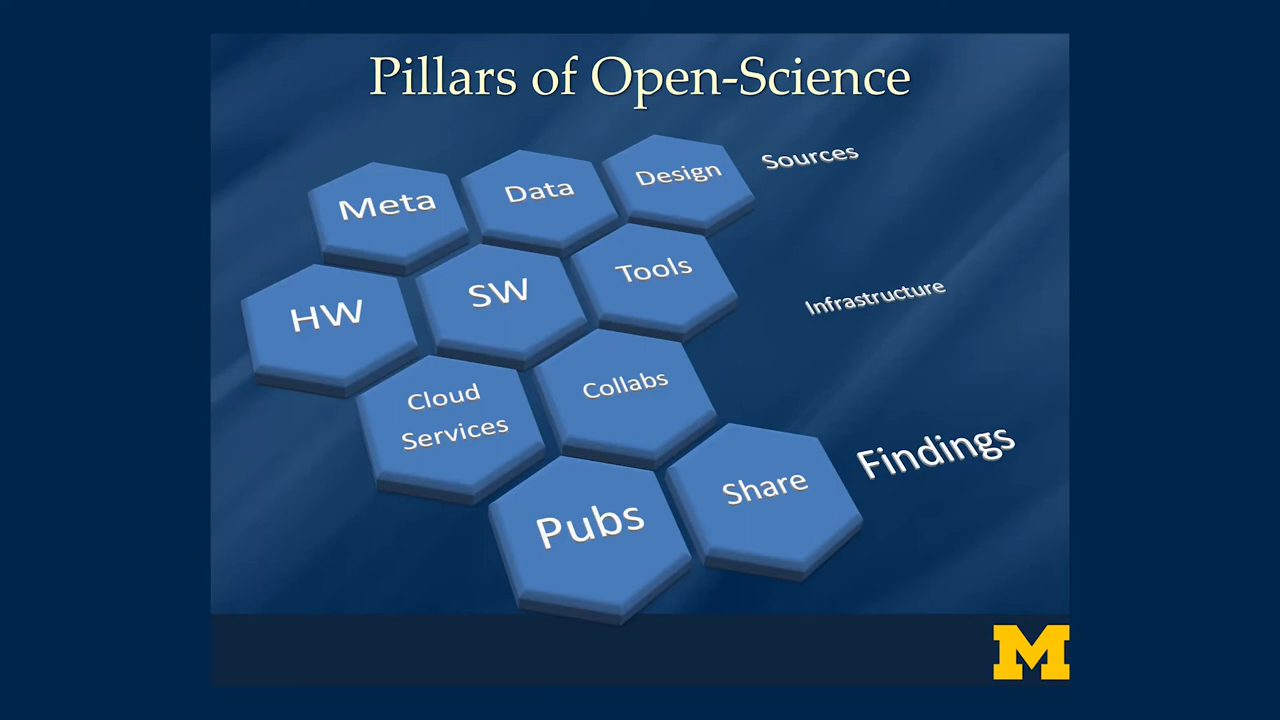 Pillars of Open-Science
Meta Data Design Sources
HW SW Tools Infrastructure
Cloud
Services
Collabs
Pubs Share Findings
M